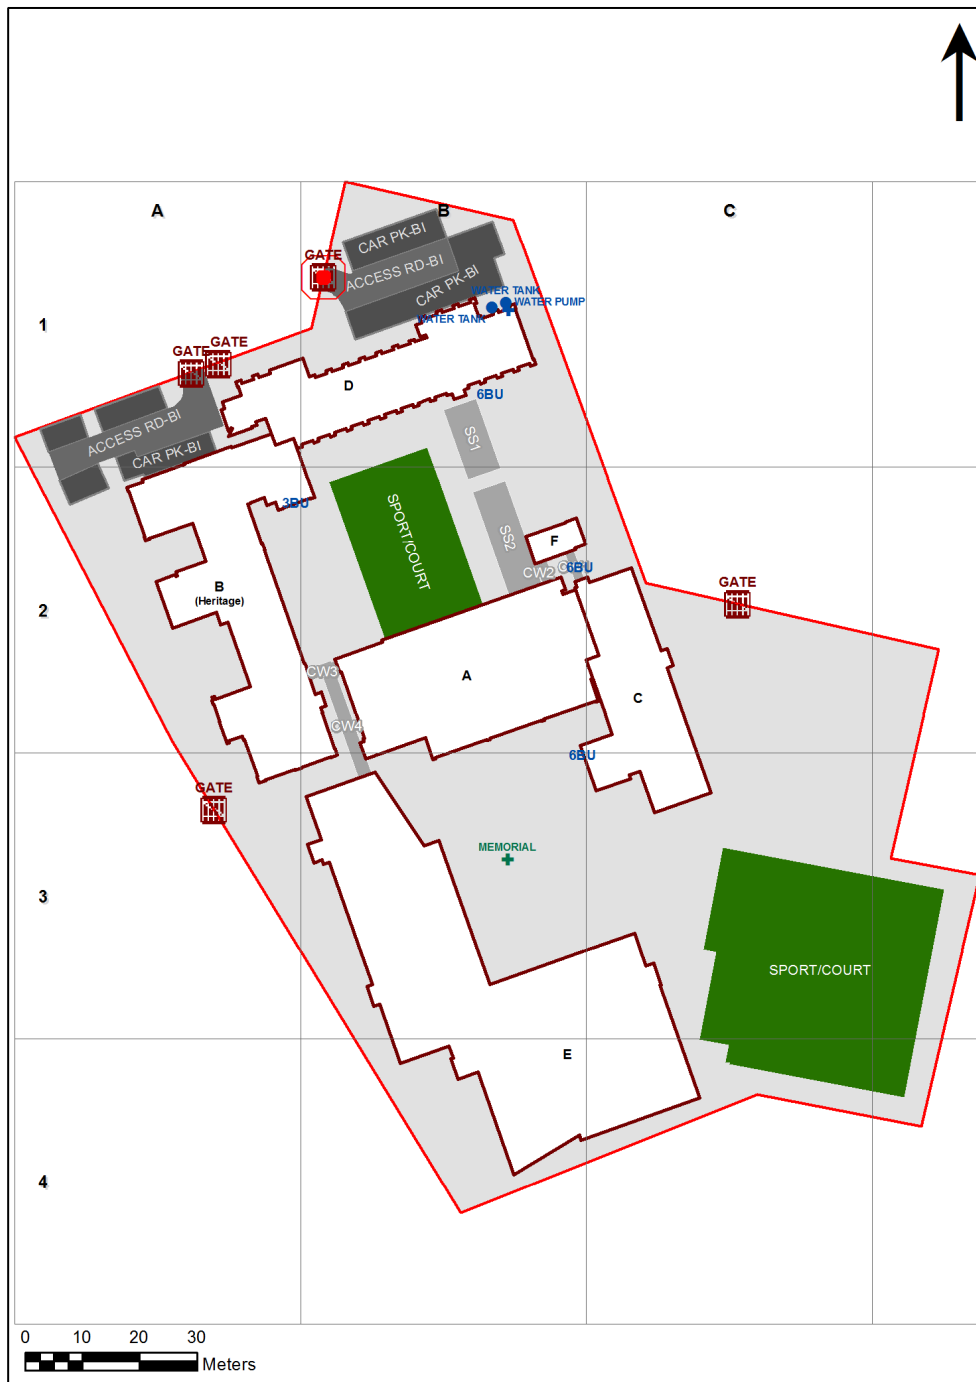 A
B
C
CAR PK-BI
GATE
ACCESS RD-BI
CAR PK-BI
WATER TANK
WATER PUMP
WATER TANK
1
GATE
GATE
D
6BU
ACCESS RD-BI
CAR PK-BI
SS1
3BU
SPORT/COURT
SS2
F
CW2
6BU
GATE
B
(Heritage)
2
CW3
A
C
CW4
6BU
GATE
MEMORIAL
3
SPORT/COURT
E
4
0 10 20 30
Meters